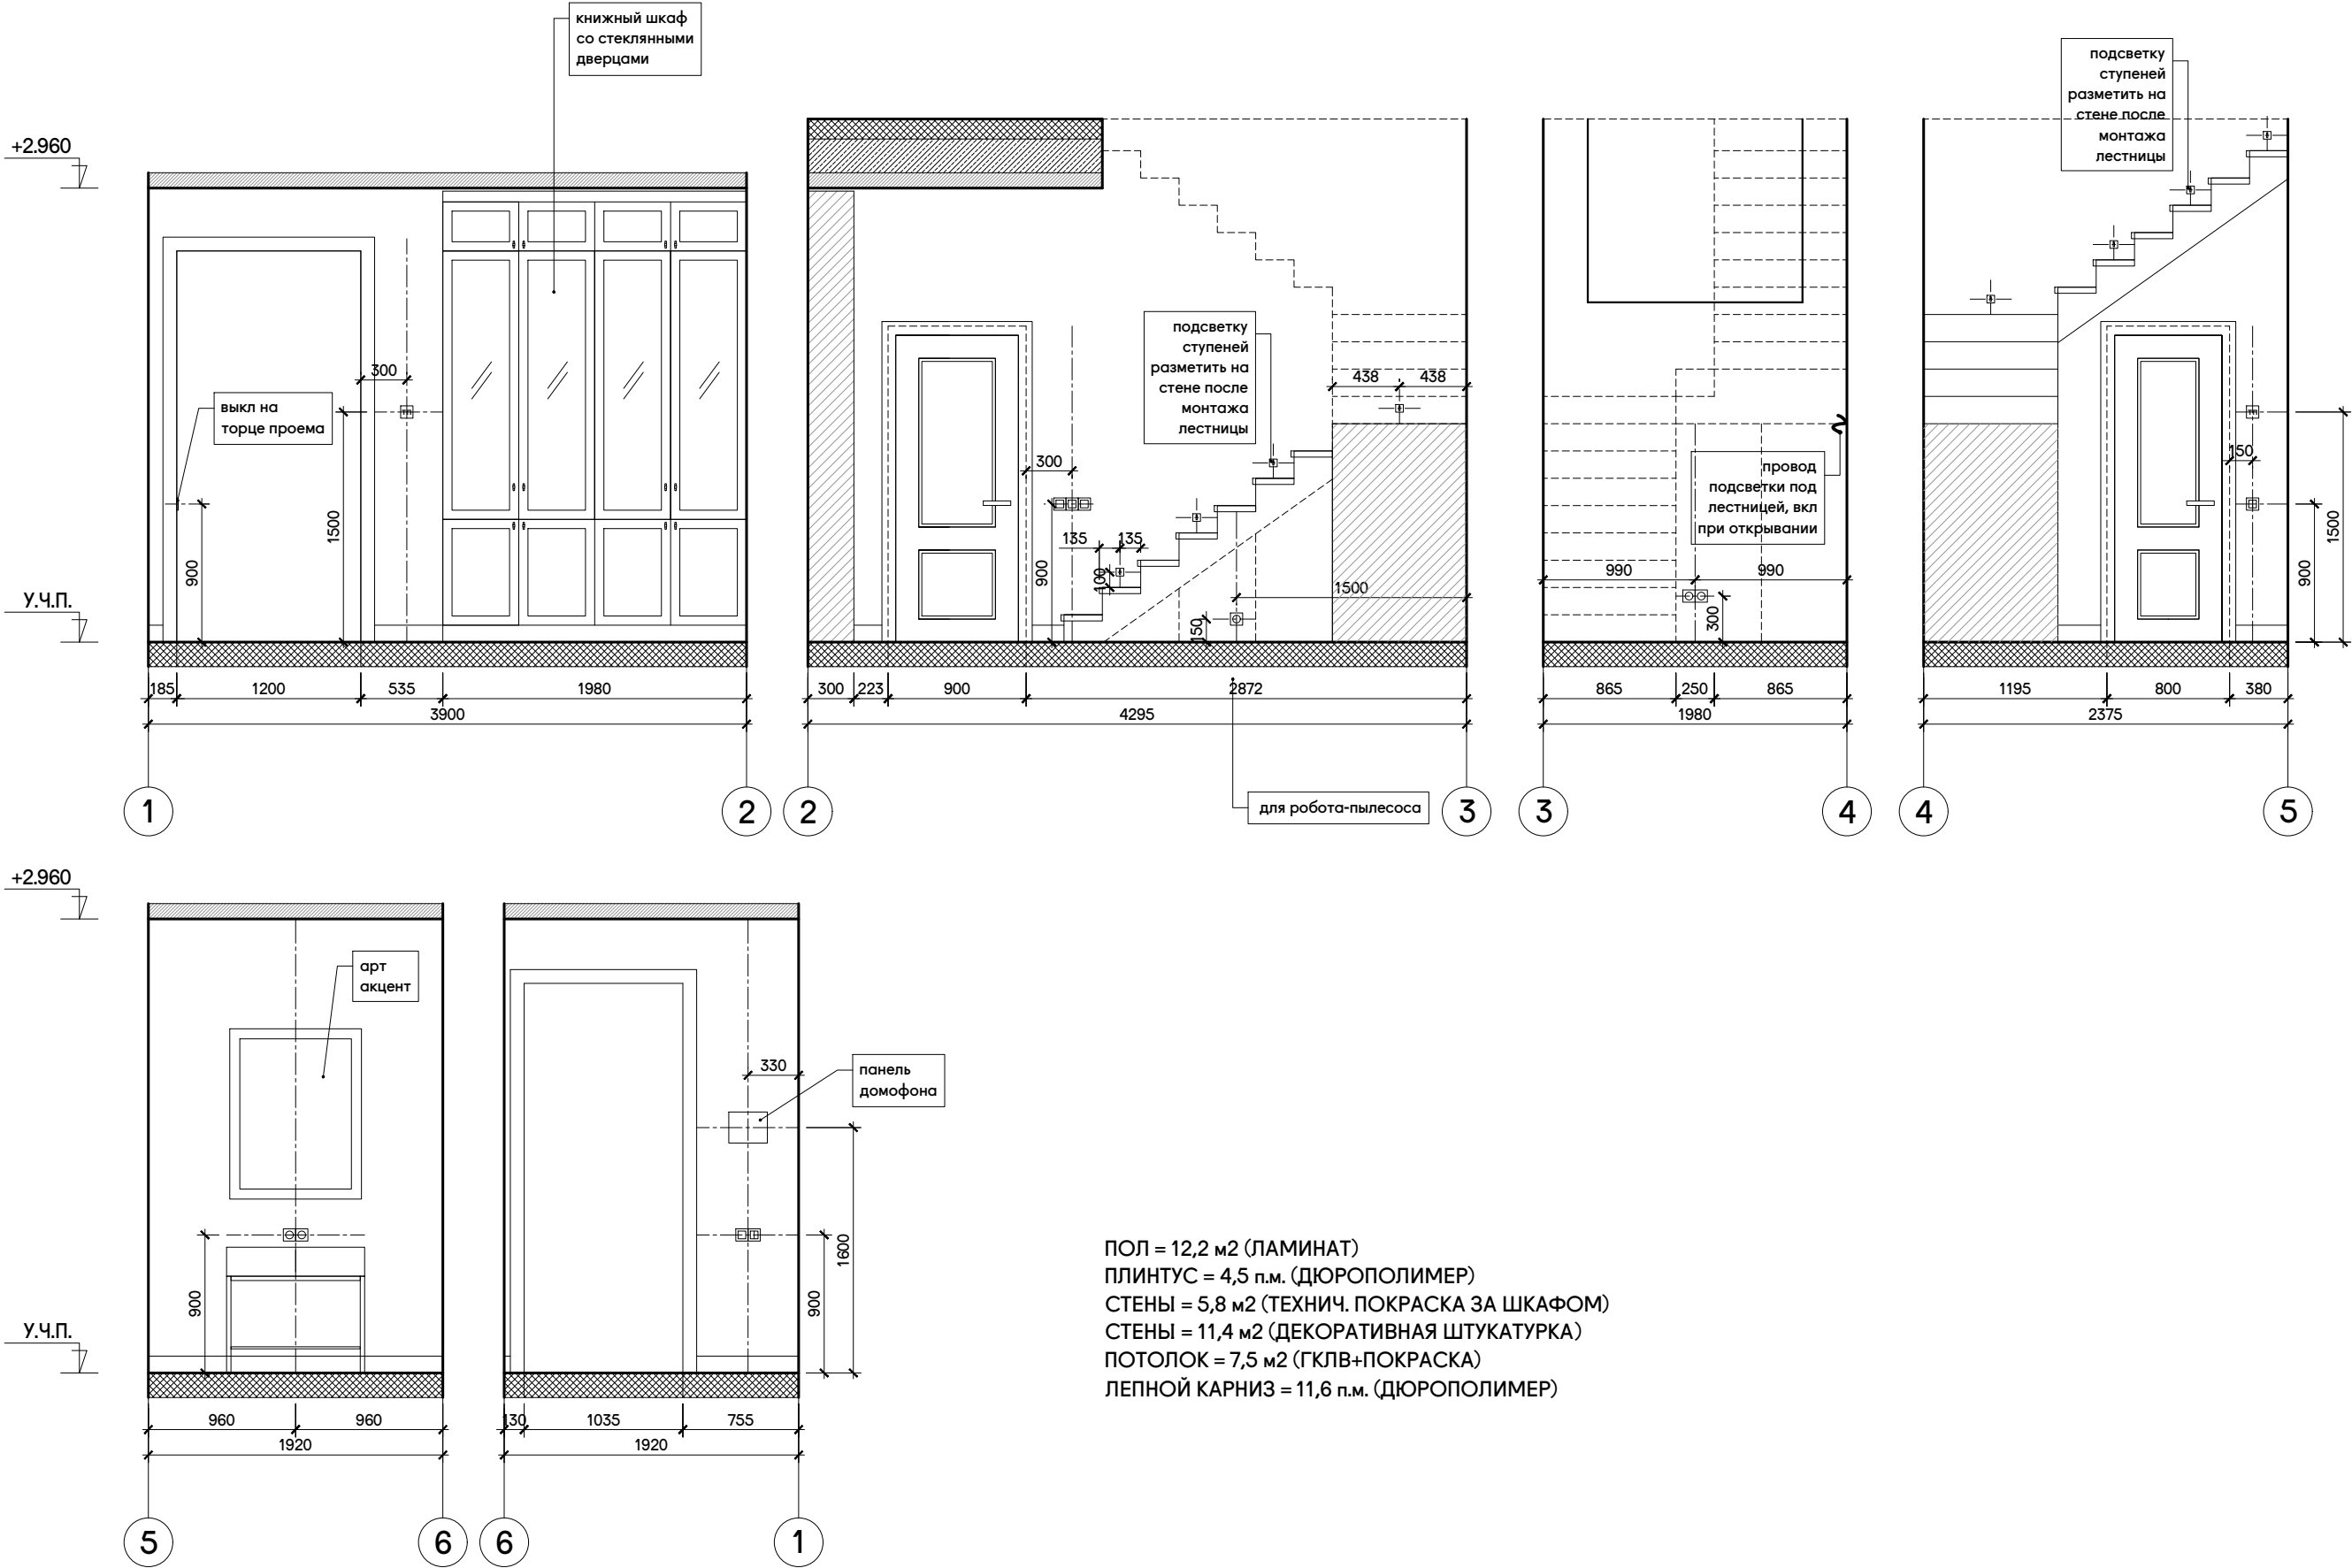 книжный шкаф
со стеклянными
дверцами
подсветку
ступеней
разметить на
стене после
монтажа
лестницы
+2.960
300
выкл на
торце проема
1500
900
У.Ч.П.
185
1200
535
1980
3900
1
2
подсветку
ступеней
разметить на
стене после
монтажа
лестницы
438
438
300
135
135
100
900
1500
150
300
223
900
2872
4295
для робота-пылесоса
2
3
провод
подсветки под
лестницей, вкл
при открывании
990
990
300
865
250
865
1980
3
4
150
1500
900
1195
800
380
2375
4
5
+2.960
арт
акцент
900
У.Ч.П.
960
960
1920
5
6
330
панель
домофона
1600
900
130
1035
755
1920
6
1
ПОЛ = 12,2 м2 (ЛАМИНАТ)
ПЛИНТУС = 4,5 п.м. (ДЮРОПОЛИМЕР)
СТЕНЫ = 5,8 м2 (ТЕХНИЧ. ПОКРАСКА ЗА ШКАФОМ)
СТЕНЫ = 11,4 м2 (ДЕКОРАТИВНАЯ ШТУКАТУРКА)
ПОТОЛОК = 7,5 м2 (ГКЛВ+ПОКРАСКА)
ЛЕПНОЙ КАРНИЗ = 11,6 п.м. (ДЮРОПОЛИМЕР)